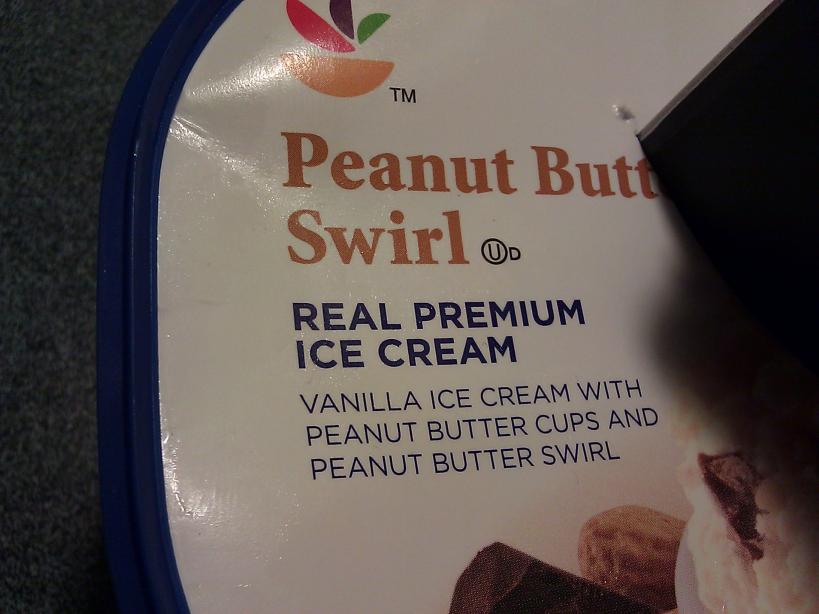 TM
Peanut Butt
Swirl ⓊD
REAL PREMIUM
ICE CREAM
VANILLA ICE CREAM WITH
PEANUT BUTTER CUPS AND
PEANUT BUTTER SWIRL